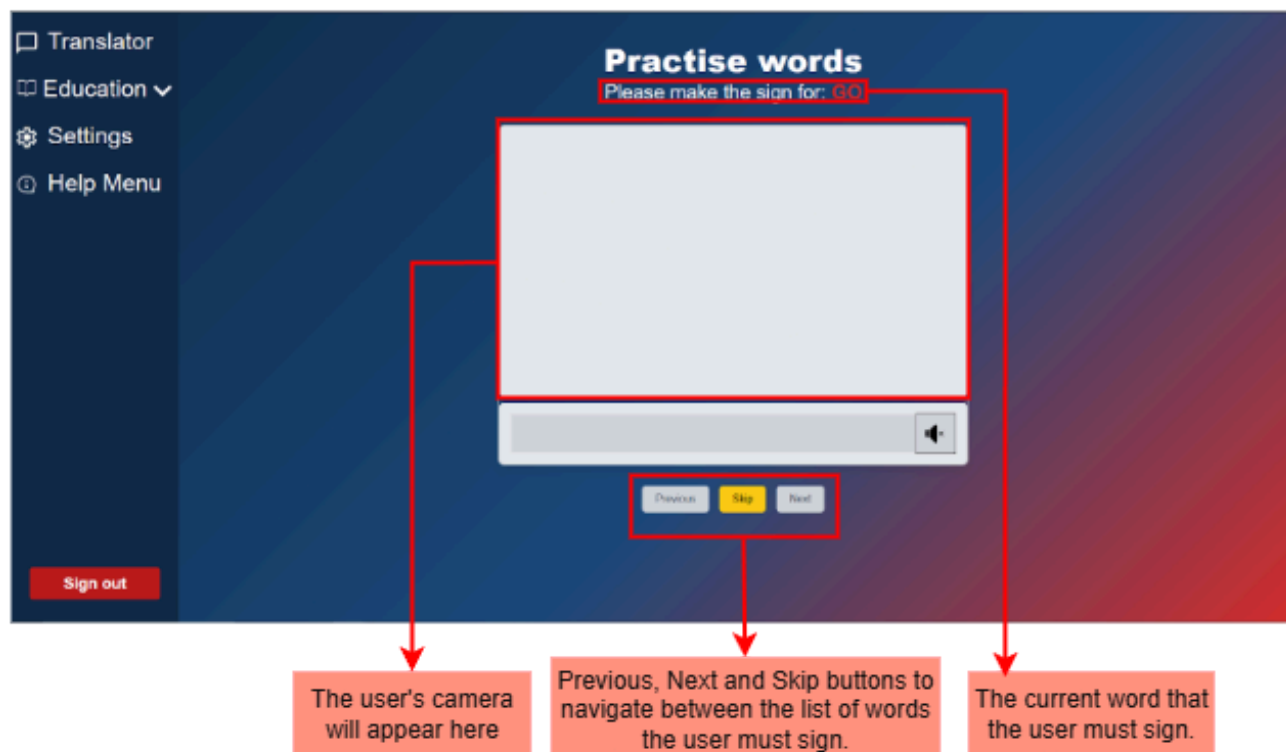 Translator
Education
Settings
Help Menu
Sign out
Practise words
Please make the sign for: GO
Previous
Skip
Next
The user's camera
will appear here
Previous, Next and Skip buttons to
navigate between the list of words
the user must sign.
The current word that
the user must sign.